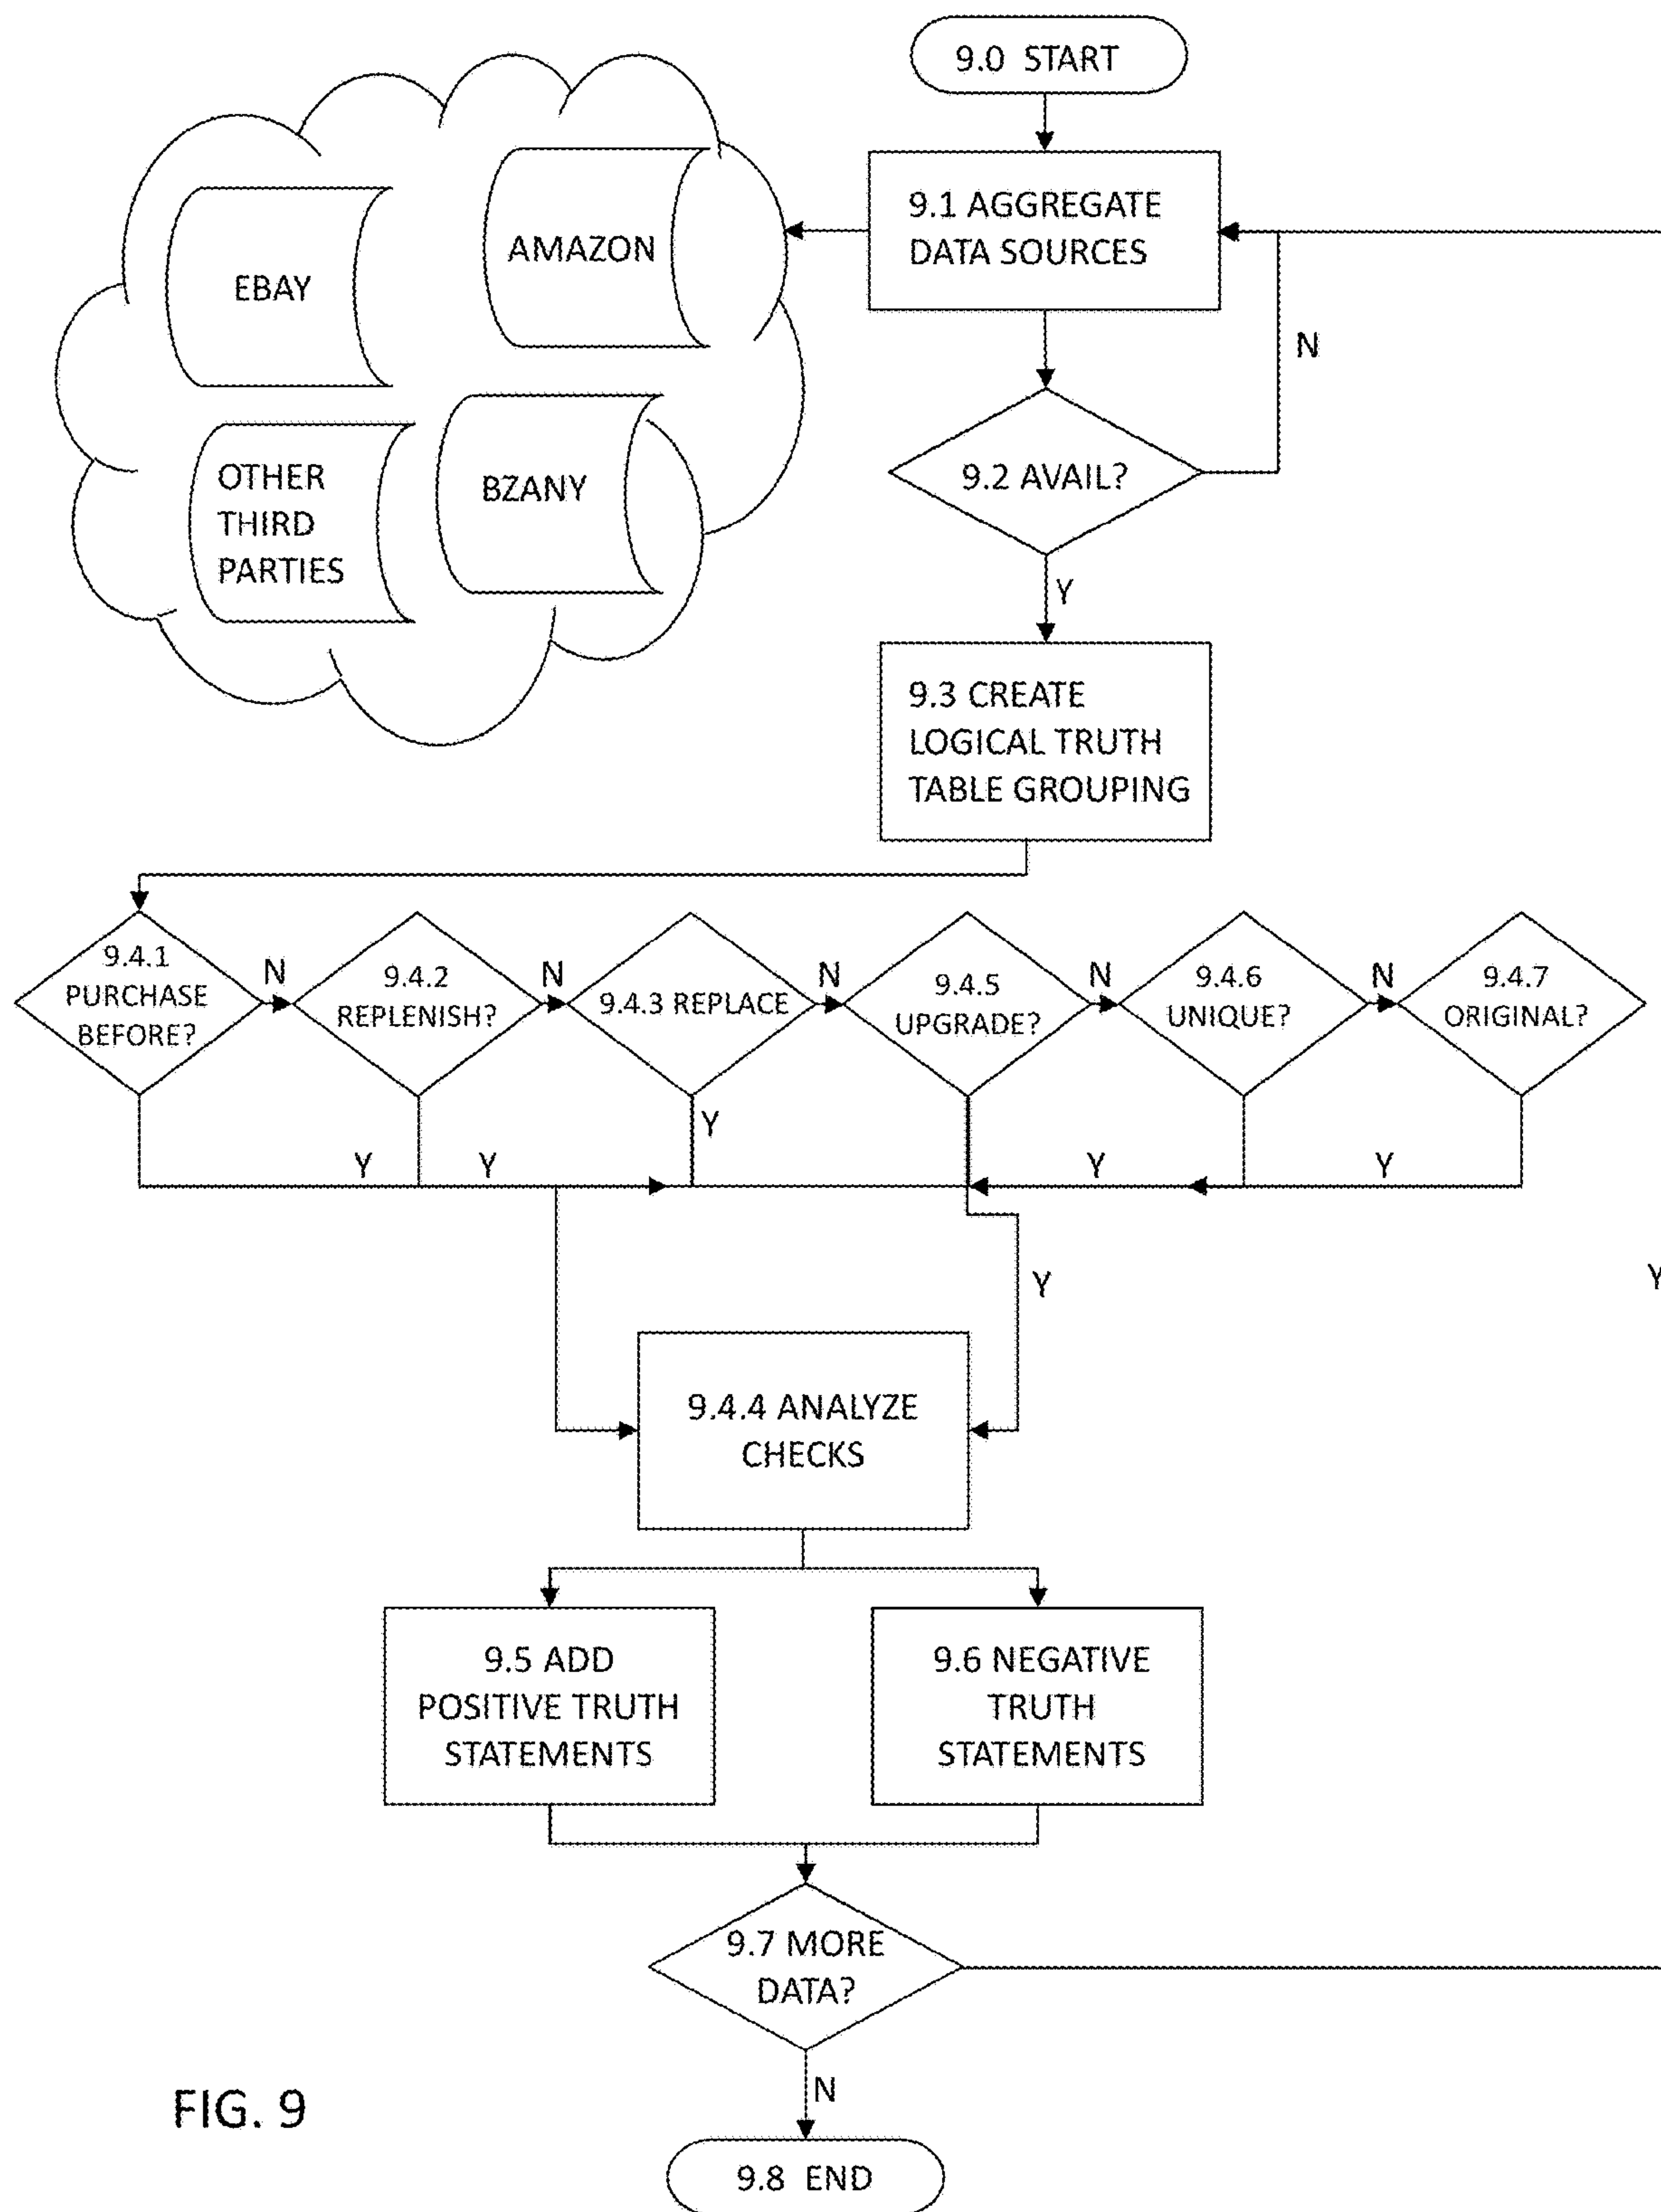 9.0 START
9.1 AGGREGATE
DATA SOURCES
EBAY
AMAZON
OTHER
THIRD
PARTIES
BZANY
N
9.2 AVAIL?
Y
9.3 CREATE
LOGICAL TRUTH
TABLE GROUPING
9.4.1
PURCHASE
BEFORE?
N
9.4.2
REPLENISH?
N
9.4.3 REPLACE
N
9.4.5
UPGRADE?
N
9.4.6
UNIQUE?
N
9.4.7
ORIGINAL?
Y
Y
Y
Y
Y
Y
Y
9.4.4 ANALYZE
CHECKS
9.5 ADD
POSITIVE TRUTH
STATEMENTS
9.6 NEGATIVE
TRUTH
STATEMENTS
9.7 MORE
DATA?
N
FIG. 9
9.8 END